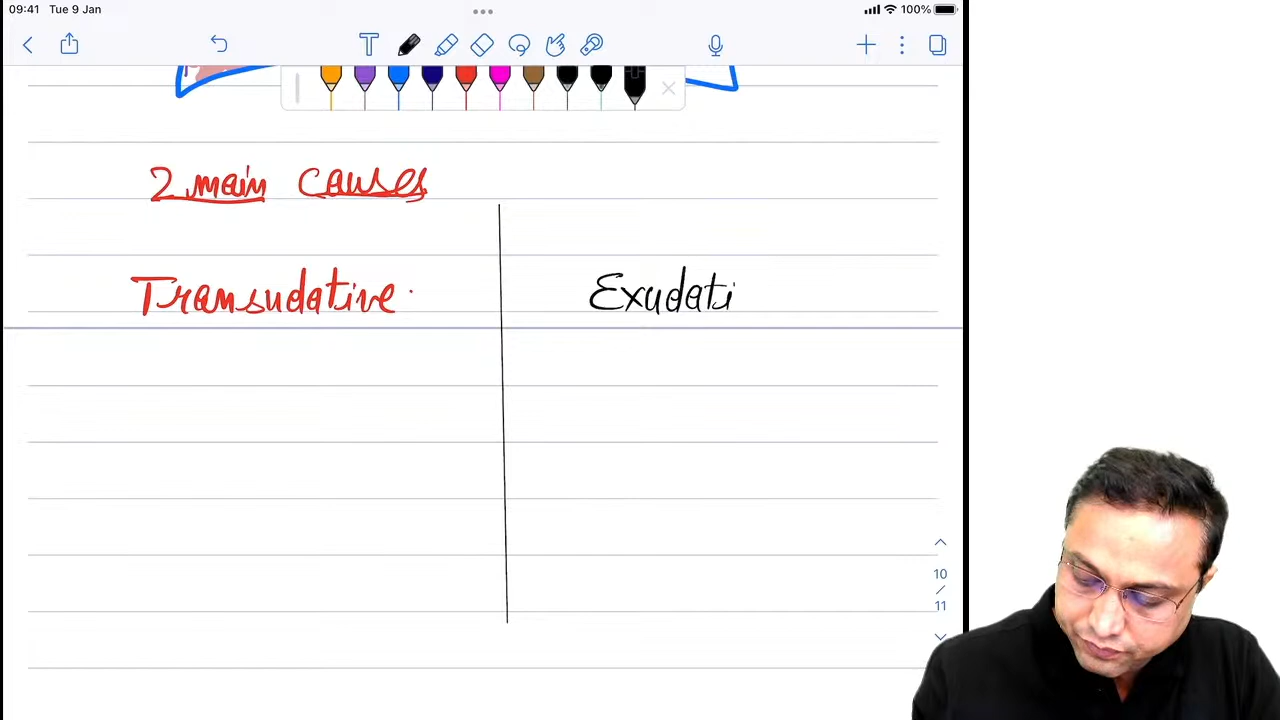 09:41 Tue 9 Jan
100%
2 main causes
Transudative
Exudati
10
/
11